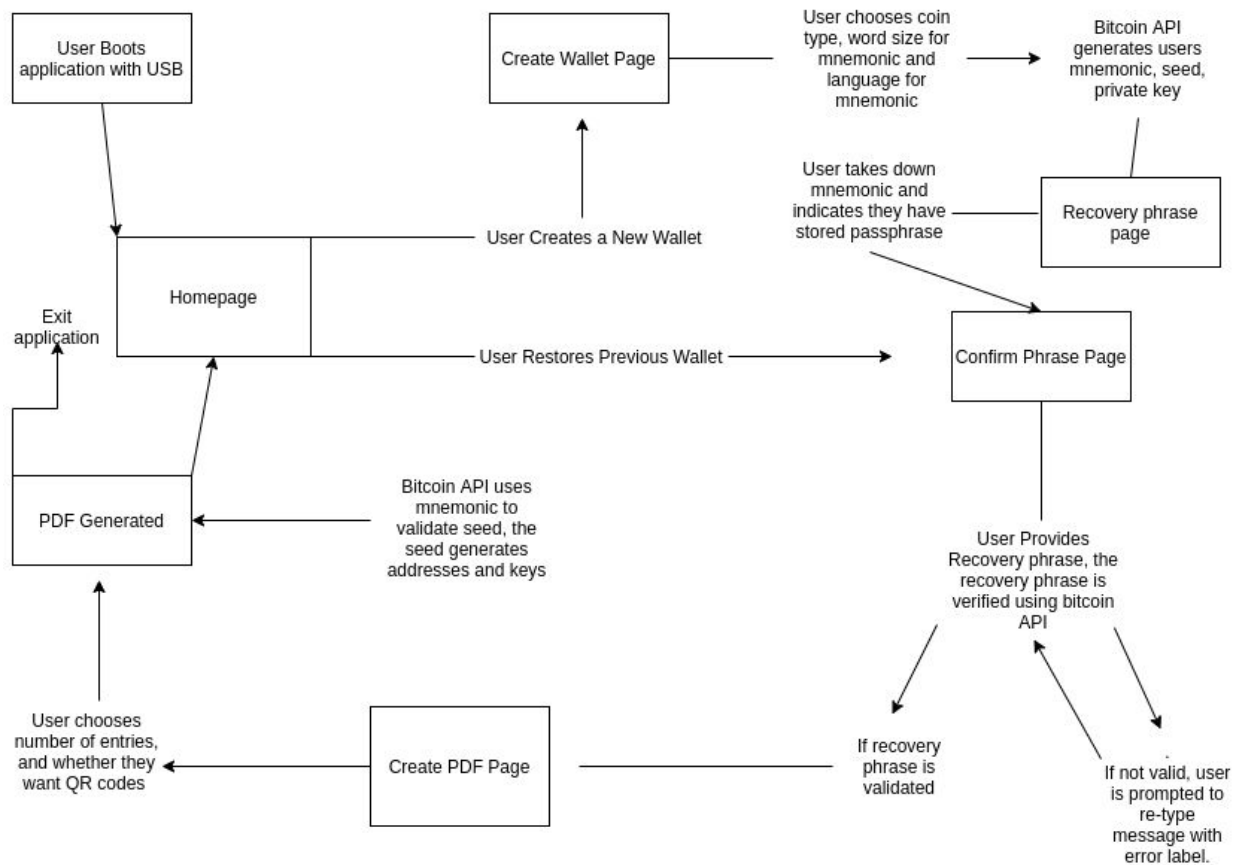 User Boots
application with USB
Create Wallet Page
User chooses coin
type, word size for
mnemonic and
language for
mnemonic
Bitcoin API
generates users
mnemonic, seed,
private key
User takes down
mnemonic and
indicates they have
stored passphrase
Recovery phrase
page
User Creates a New Wallet
Homepage
Exit
application
User Restores Previous Wallet
Confirm Phrase Page
PDF Generated
Bitcoin API uses
mnemonic to
validate seed, the
seed generates
addresses and keys
User Provides
Recovery phrase, the
recovery phrase is
verified using bitcoin
API
User chooses
number of entries,
and whether they
want QR codes
Create PDF Page
If recovery
phrase is
validated
.
If not valid, user
is prompted to
re-type
message with
error label.